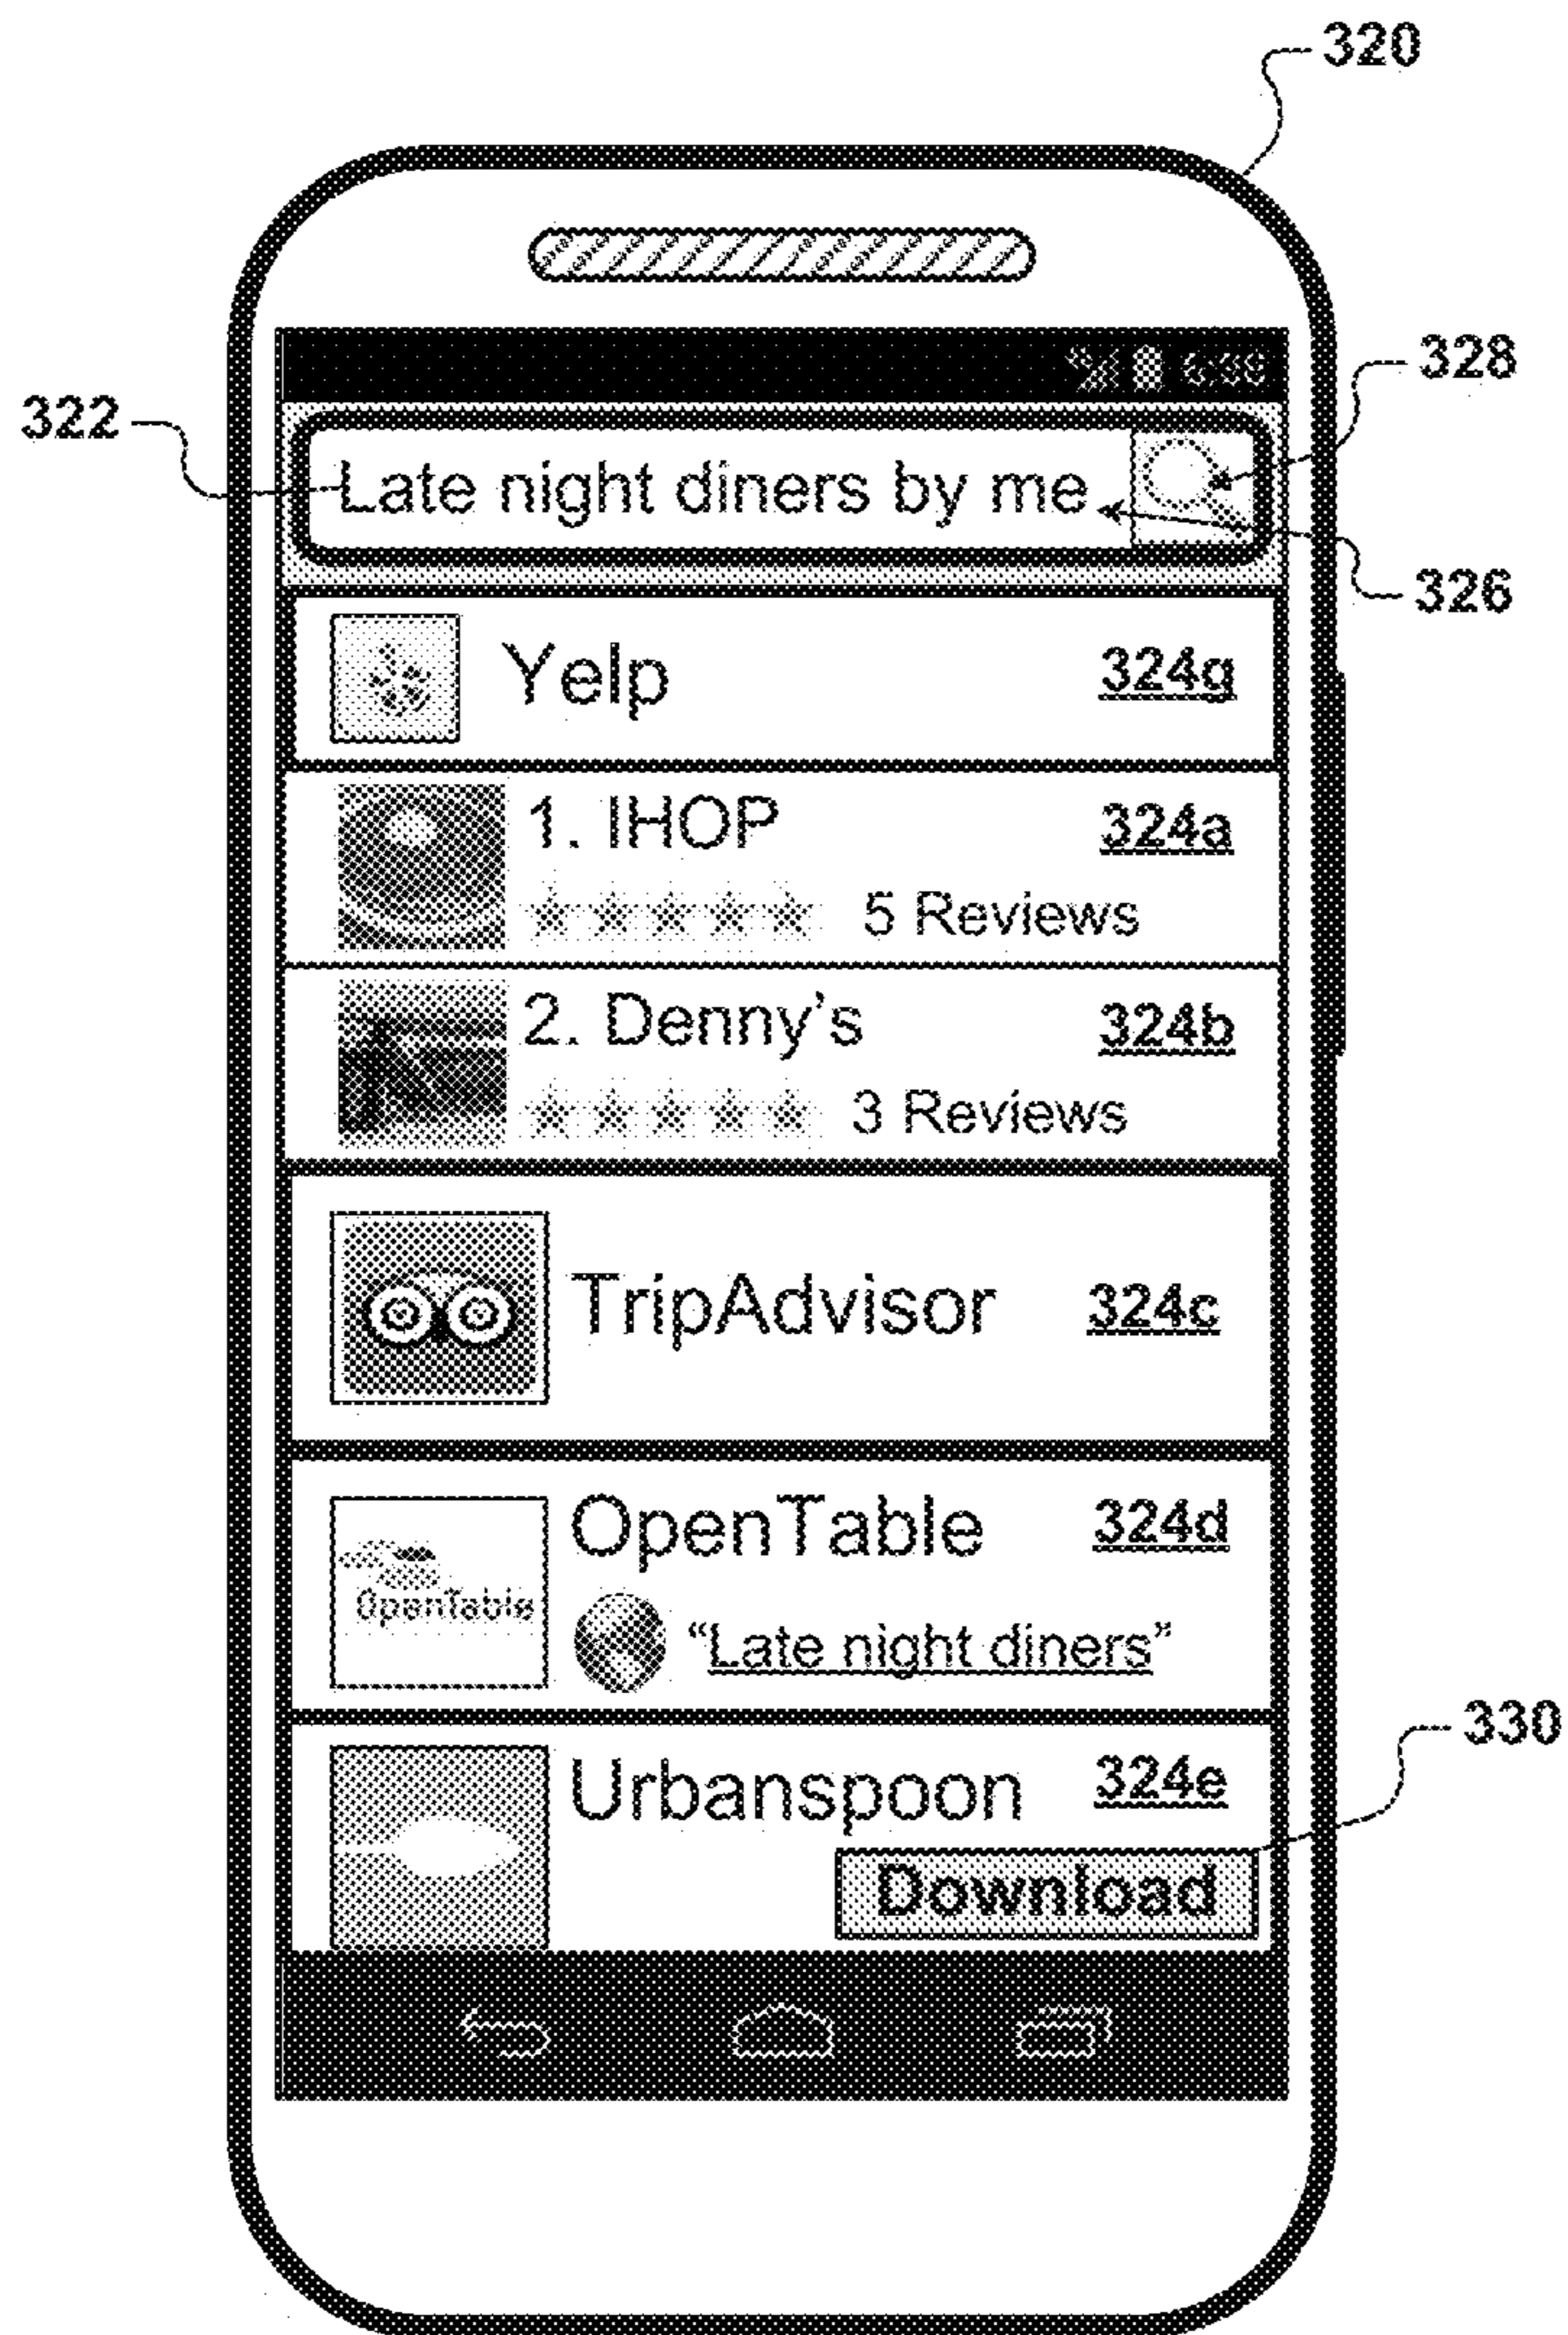 320
328
322
Late night diners by me
326
Yelp 324g
1. IHOP 324a
5 Reviews
2. Denny's 324b
3 Reviews
TripAdvisor 324c
OpenTable 324d
OpenTable
“Late night diners”
330
Urbanspoon 324e
Download